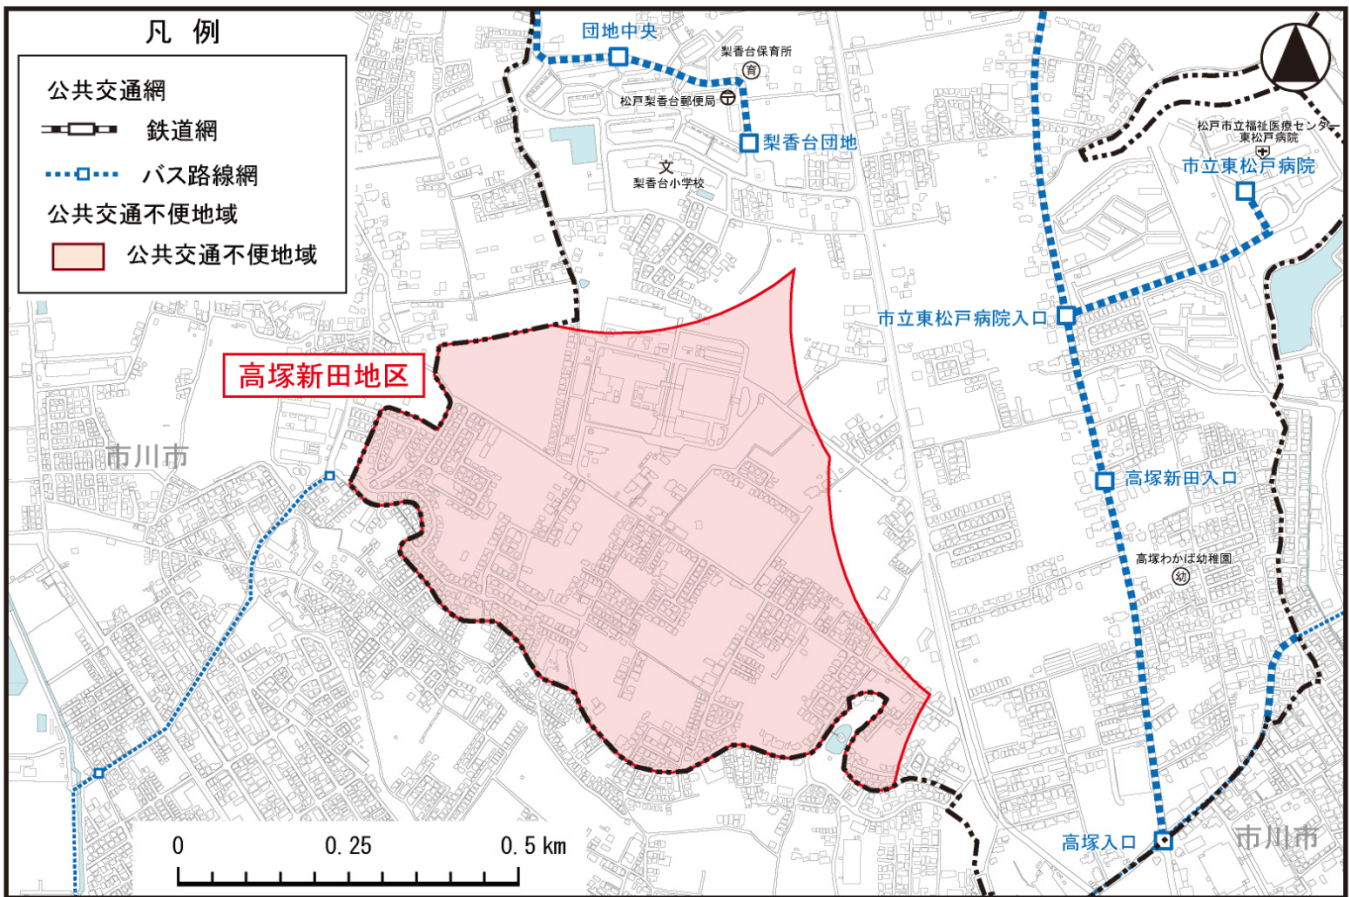 凡 例
公共交通網
鉄道網
バス路線網
公共交通不便地域
公共交通不便地域
団地中央
梨香台保育所
育
松戸梨香台郵便局
梨香台団地
文
梨香台小学校
松戸市立福祉医療センター
東松戸病院
市立東松戸病院
市立東松戸病院入口
高塚新田地区
市川市
高塚新田入口
高塚わかば幼稚園
幼
高塚入口
市川市
0 0.25 0.5 km